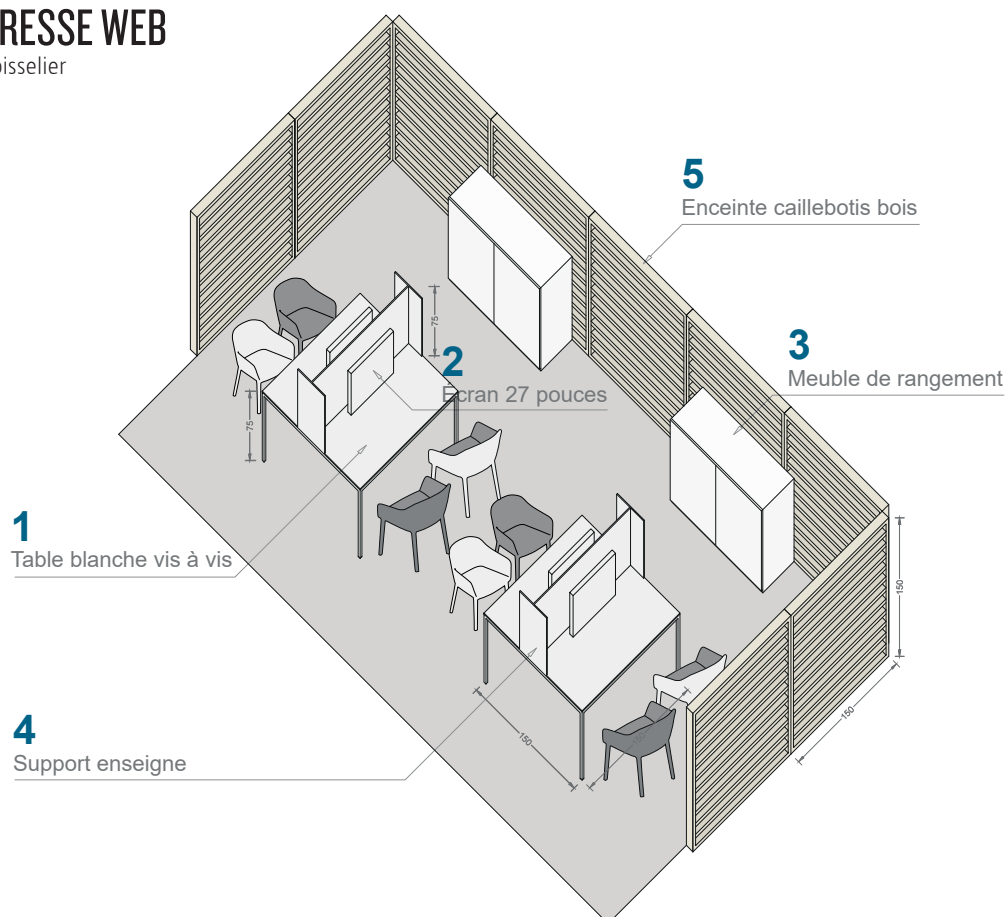 RESSE WEB
oisselier
5
Enceinte caillebotis bois
3
Meuble de rangement
75
2
Ecran 27 pouces
75
1
Table blanche vis à vis
150
4
Support enseigne
150
150
150